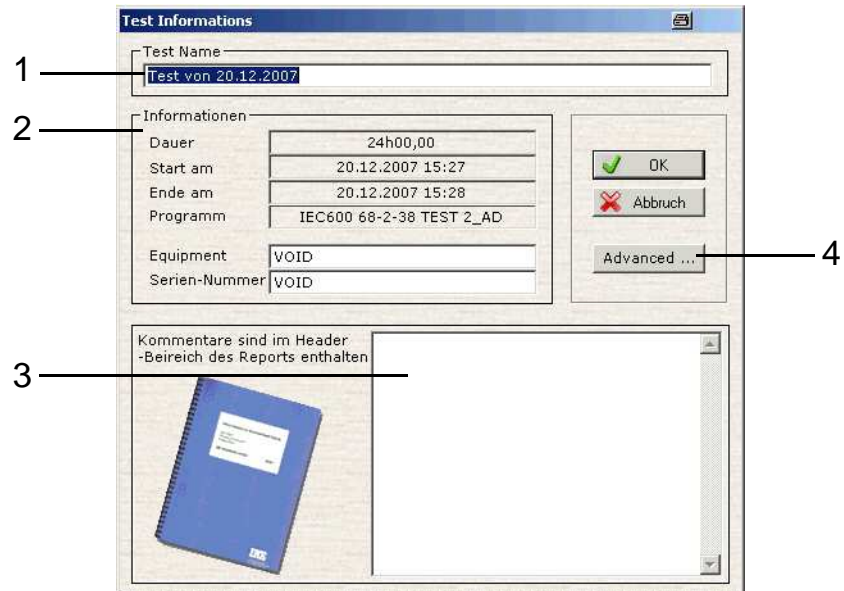 Test Informations
Test Name
1
Test von 20.12.2007
2
Informationen
Dauer 24h00,00
Start am 20.12.2007 15:27
Ende am 20.12.2007 15:28
Programm IEC600 68-2-38 TEST 2_AD
Equipment VOID
Serien-Nummer VOID
OK
Abbruch
Advanced ...
4
Kommentare sind im Header
-Beireich des Reports enthalten
3